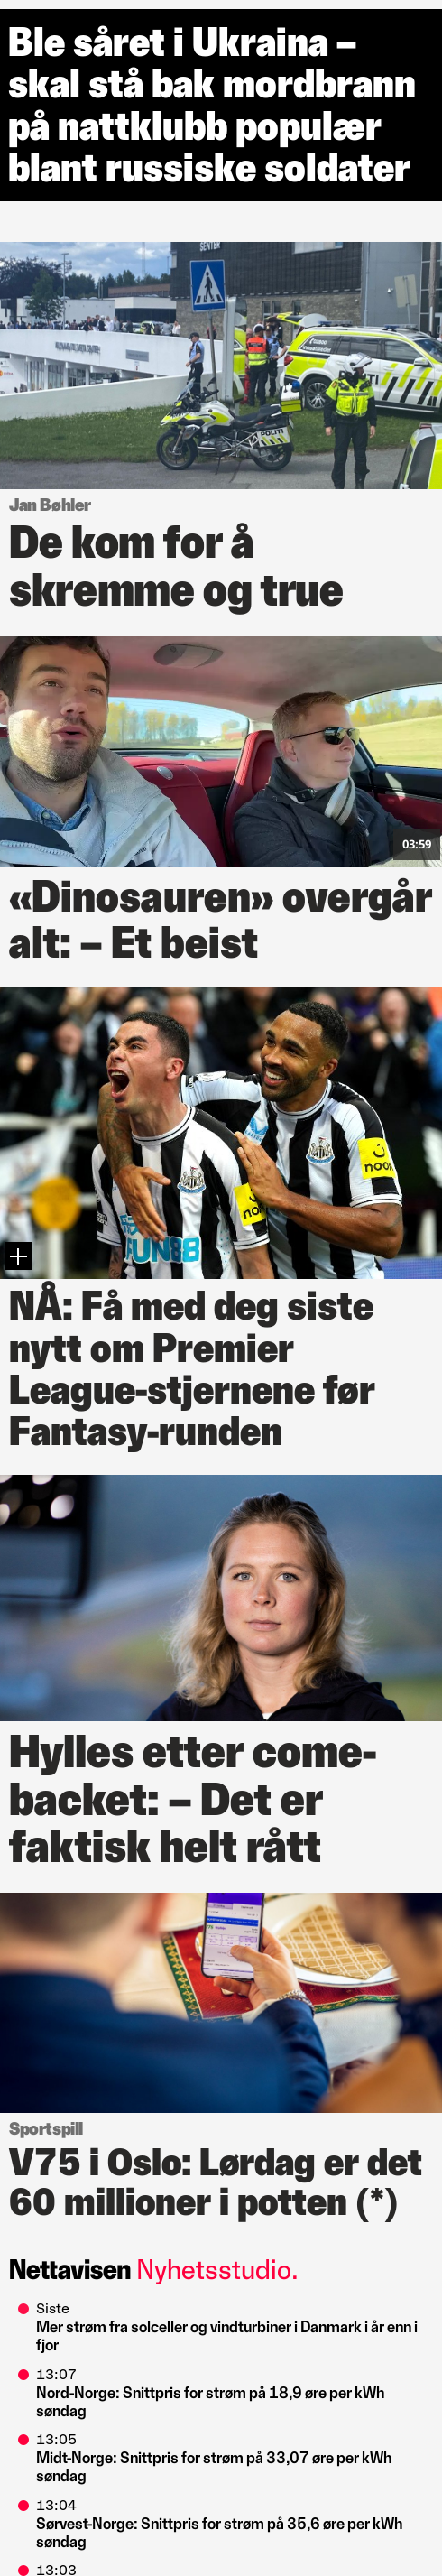 Ble såret i Ukraina –
skal stå bak mordbrann
på nattklubb populær
blant russiske soldater
SENTER
POLITI
Jan Bøhler
De kom for å
skremme og true
03:59
«Dinosauren» overgår
alt: – Et beist
noon
noon
FUN88
NÅ: Få med deg siste
nytt om Premier
League-stjernene før
Fantasy-runden
Hylles etter come-
backet: – Det er
faktisk helt rått
Sportspill
V75 i Oslo: Lørdag er det
60 millioner i potten (*)
Nettavisen Nyhetsstudio.
Siste
Mer strøm fra solceller og vindturbiner i Danmark i år enn i
fjor
13:07
Nord-Norge: Snittpris for strøm på 18,9 øre per kWh
søndag
13:05
Midt-Norge: Snittpris for strøm på 33,07 øre per kWh
søndag
13:04
Sørvest-Norge: Snittpris for strøm på 35,6 øre per kWh
søndag
13:03